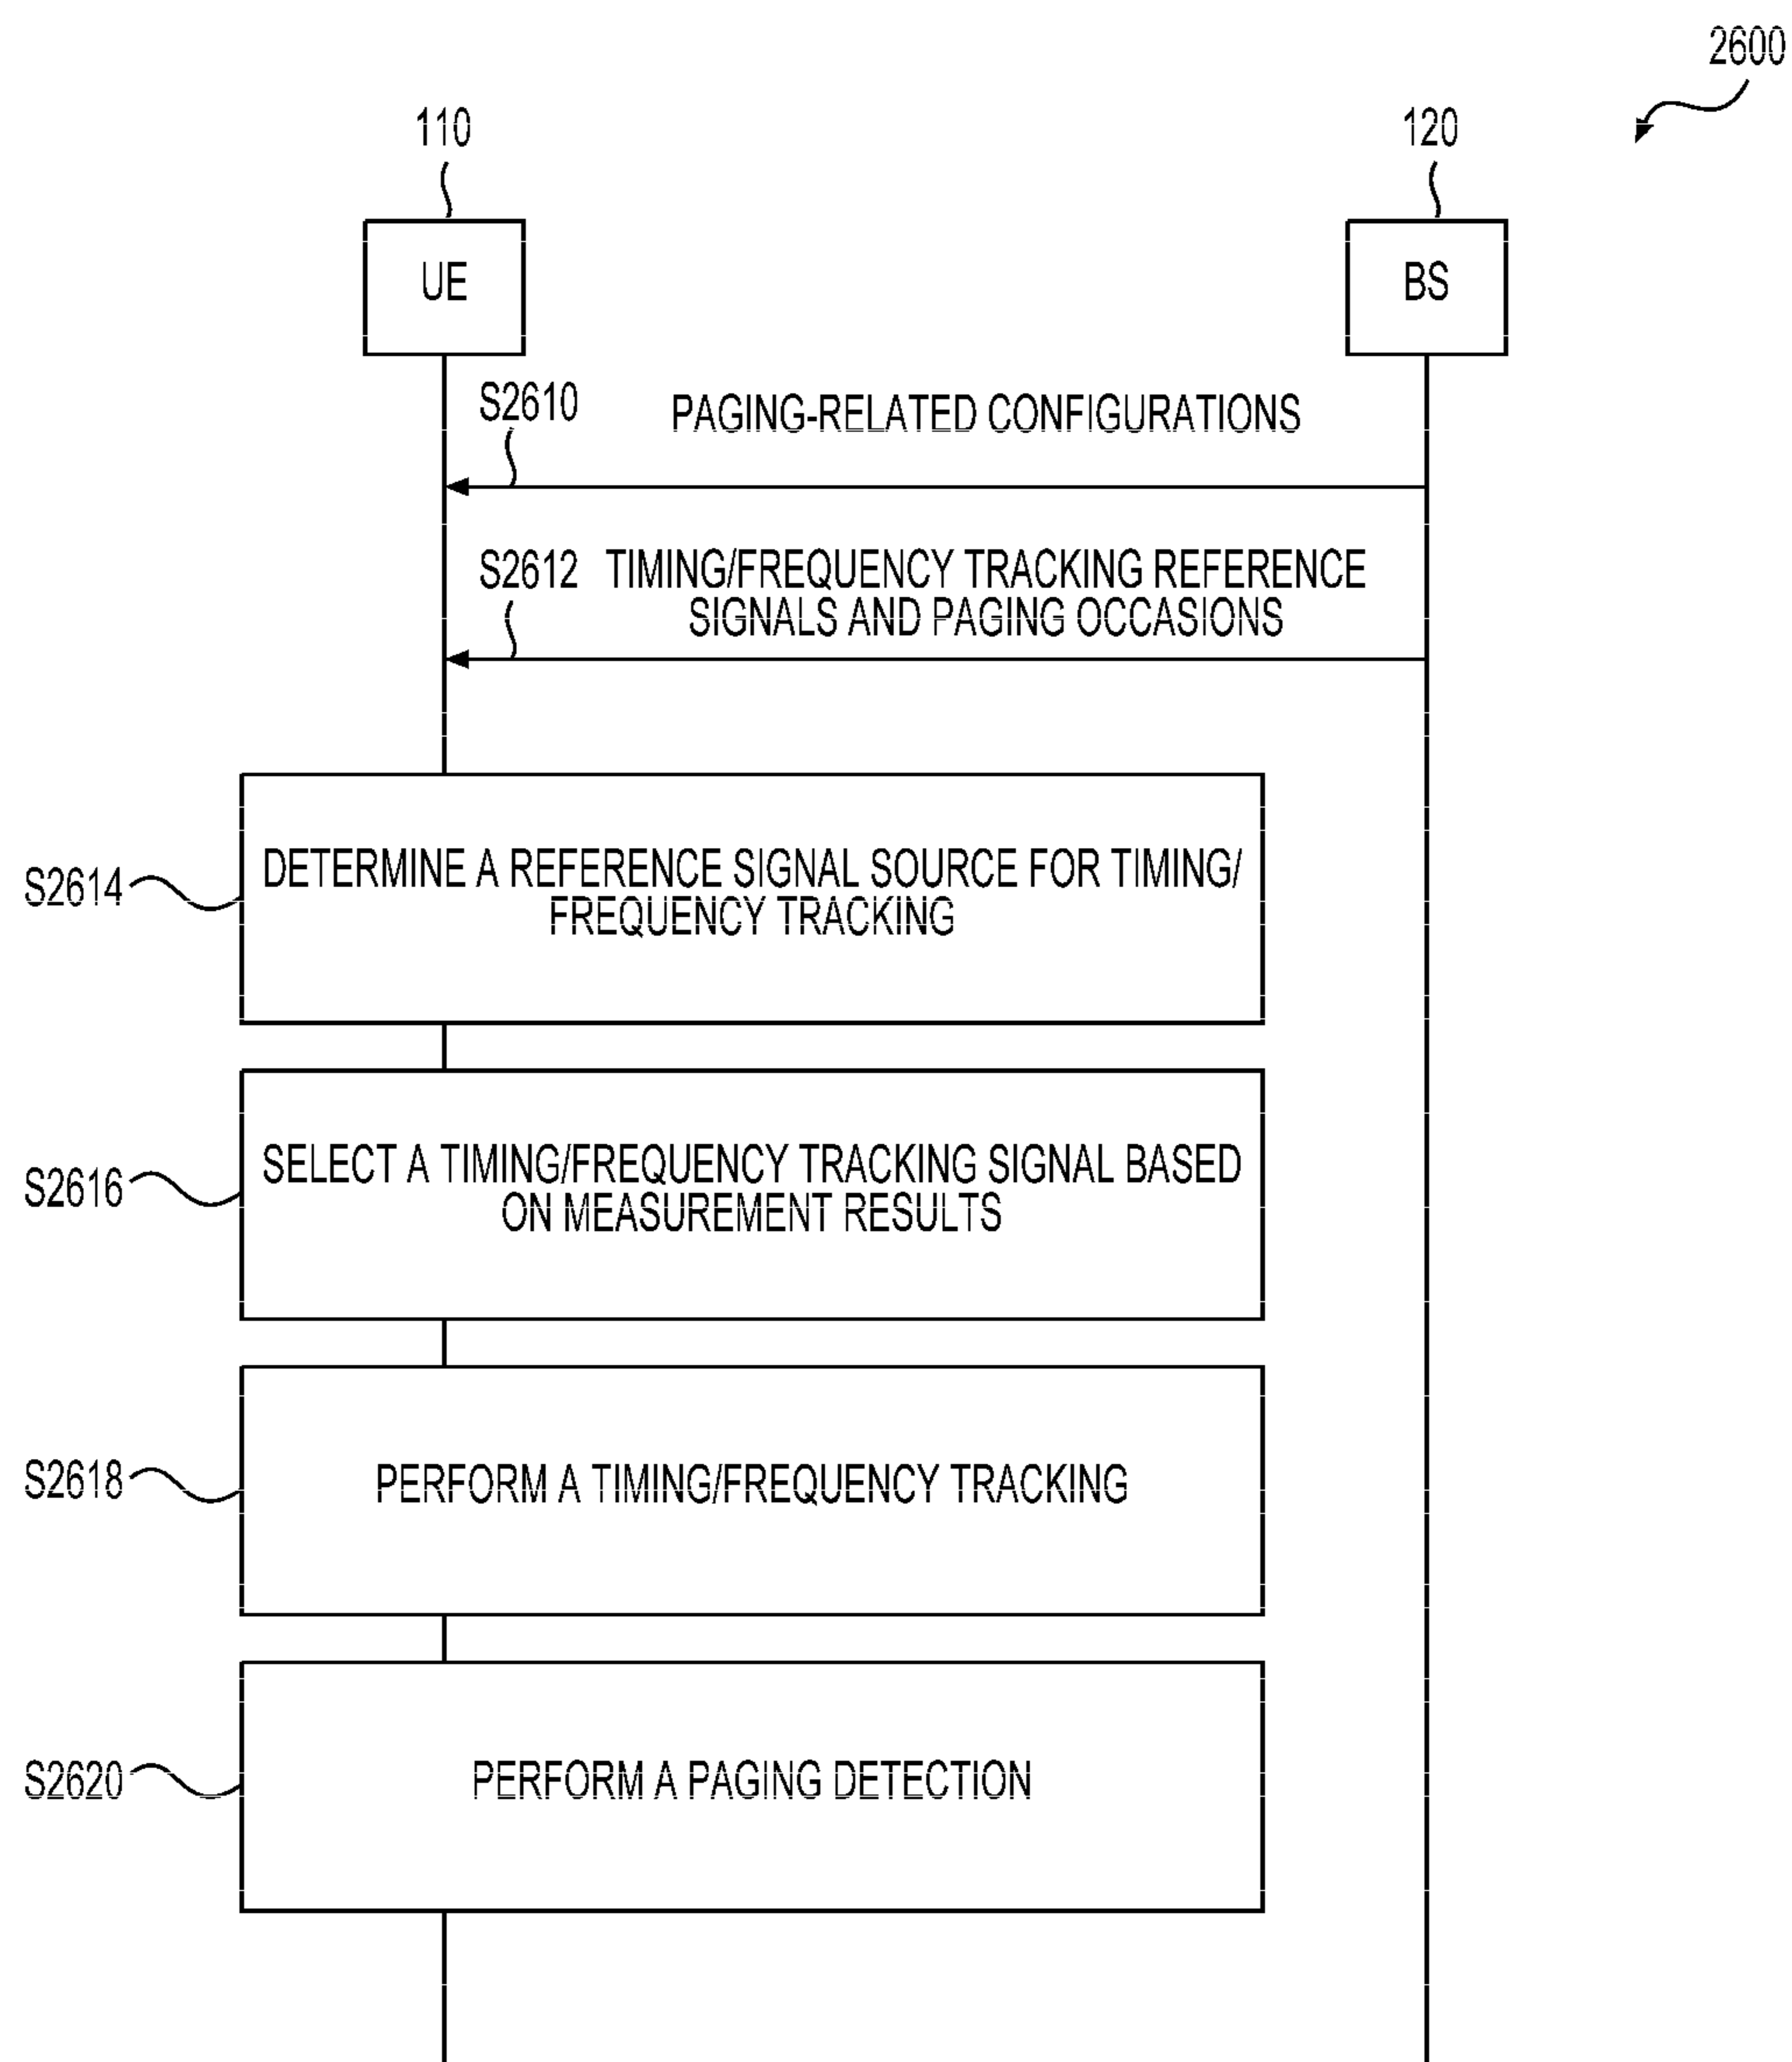 2600
110
120
UE
BS
S2610
PAGING-RELATED CONFIGURATIONS
S2612
TIMING/FREQUENCY TRACKING REFERENCE
SIGNALS AND PAGING OCCASIONS
S2614
DETERMINE A REFERENCE SIGNAL SOURCE FOR TIMING/
FREQUENCY TRACKING
S2616
SELECT A TIMING/FREQUENCY TRACKING SIGNAL BASED
ON MEASUREMENT RESULTS
S2618
PERFORM A TIMING/FREQUENCY TRACKING
S2620
PERFORM A PAGING DETECTION